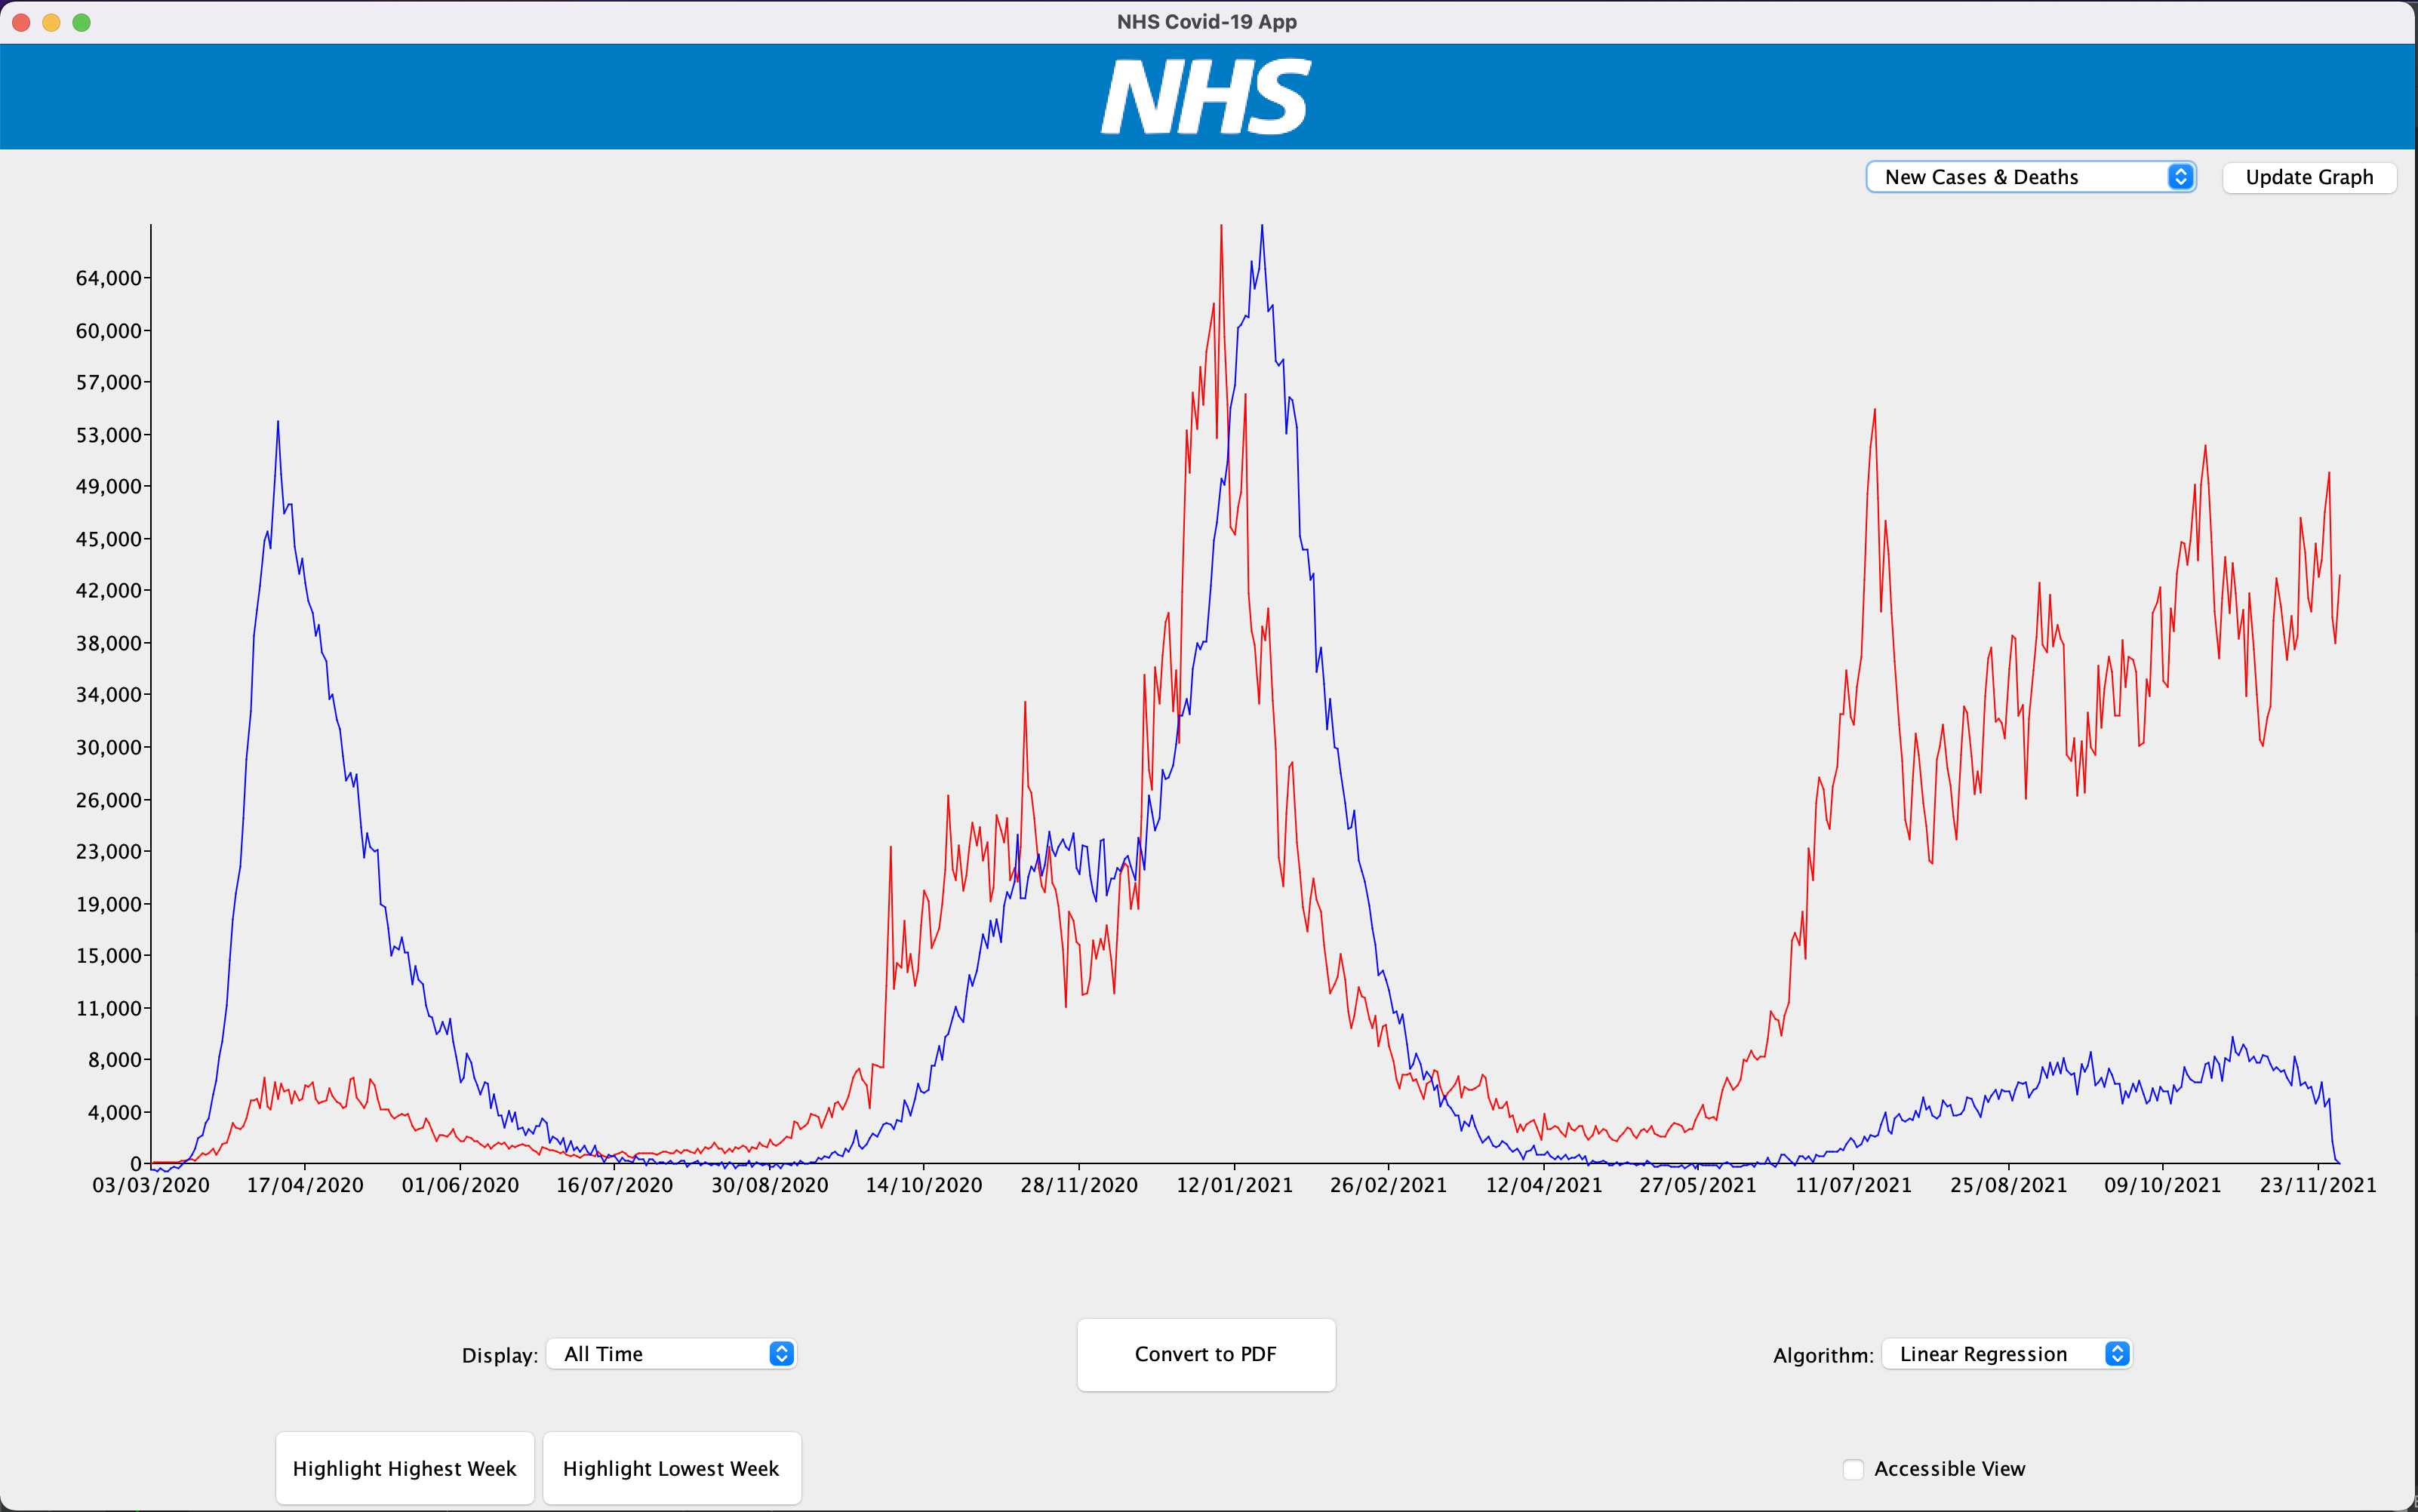 NHS Covid-19 App
NHS
New Cases & Deaths
Update Graph
64,000
60,000
57,000
53,000
49,000
45,000
42,000
38,000
34,000
30,000
26,000
23,000
19,000
15,000
11,000
8,000
4,000
0
03/03/2020 17/04/2020 01/06/2020 16/07/2020 30/08/2020 14/10/2020 28/11/2020 12/01/2021 26/02/2021 12/04/2021 27/05/2021 11/07/2021 25/08/2021 09/10/2021 23/11/2021
Display: All Time
Convert to PDF
Algorithm: Linear Regression
Highlight Highest Week
Highlight Lowest Week
Accessible View